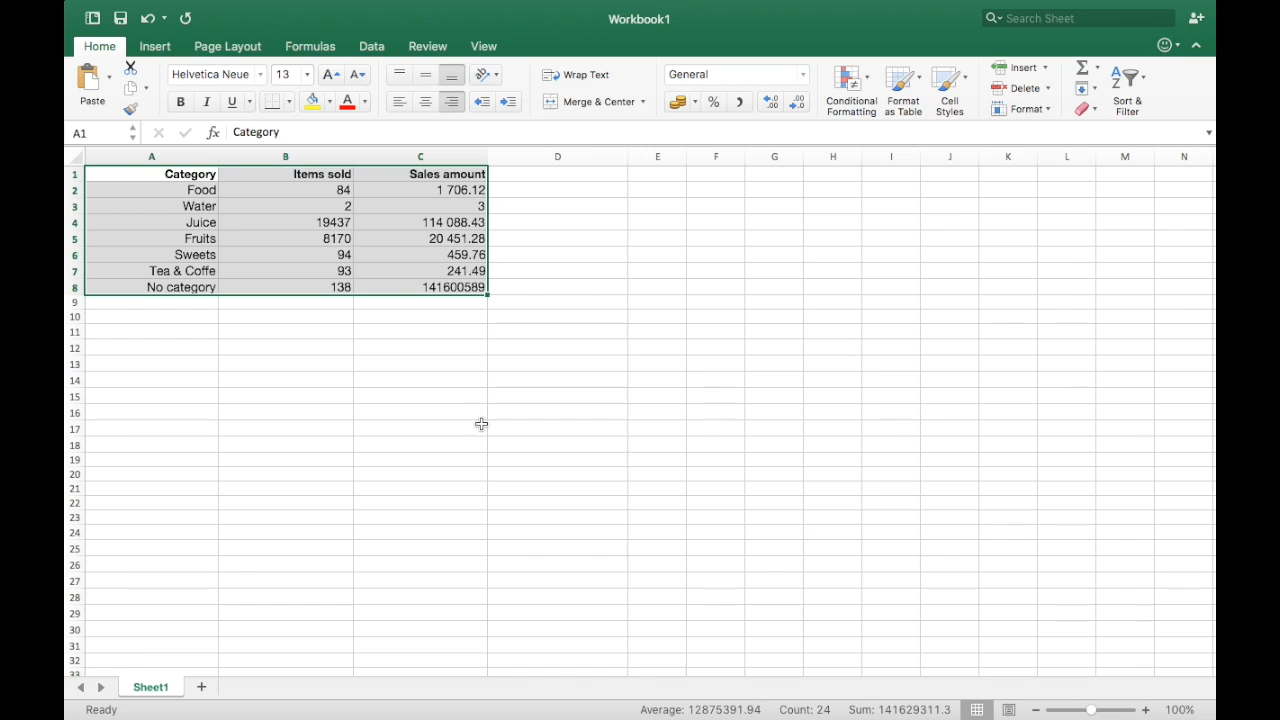 Workbook1
Search Sheet
Home Insert Page Layout Formulas Data Review View
Paste
Helvetica Neue 13
A A
B I U A
Wrap Text
Merge & Center
General
%
Conditional Formatting
Format as Table
Cell Styles
Insert
Delete
Format
Sort & Filter
A1 fx Category
A B C D E F G H I J K L M N
1 Category Items sold Sales amount
2 Food 84 1 706.12
3 Water 2 3
4 Juice 19437 114 088.43
5 Fruits 8170 20 451.28
6 Sweets 94 459.76
7 Tea & Coffe 93 241.49
8 No category 138 141600589
9
10
11
12
13
14
15
16
17
18
19
20
21
22
23
24
25
26
27
28
29
30
31
32
33
Sheet1
Ready Average: 12875391.94 Count: 24 Sum: 141629311.3 100%